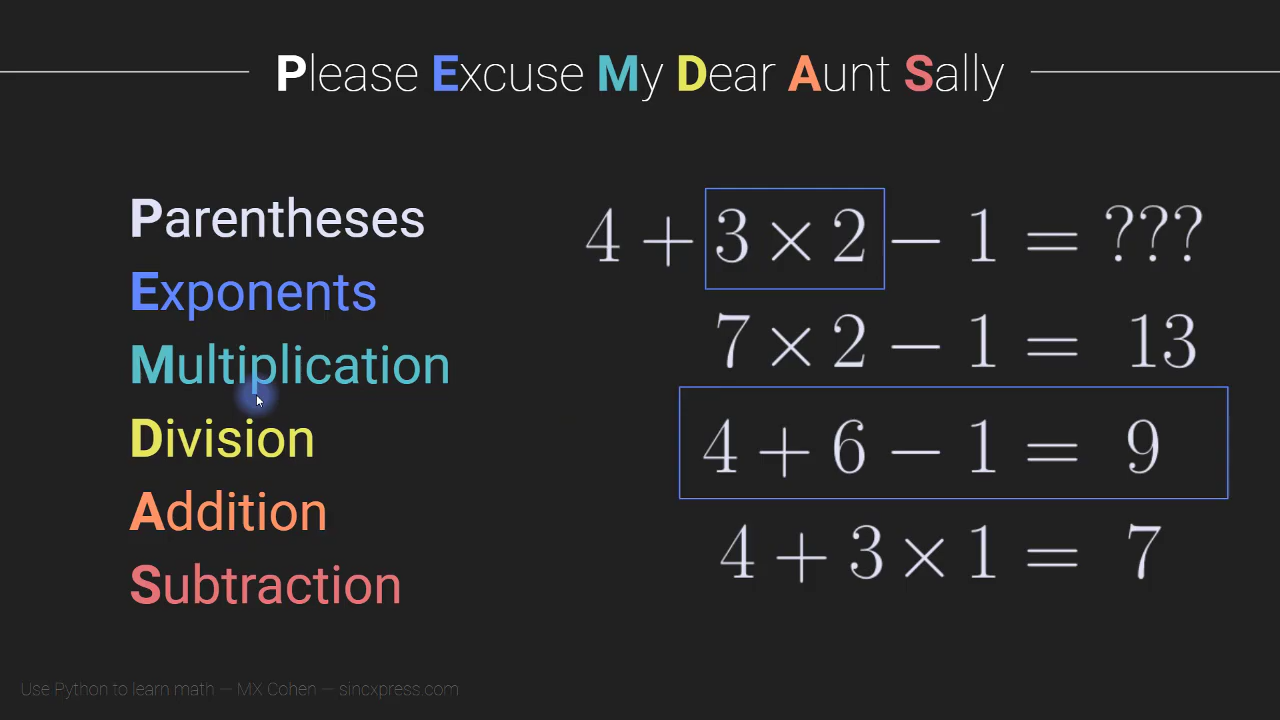 Please Excuse My Dear Aunt Sally
Parentheses
Exponents
Multiplication
Division
Addition
Subtraction
4 + 3 × 2 − 1 = ???
7 × 2 − 1 = 13
4 + 6 − 1 = 9
4 + 3 × 1 = 7
Use Python to learn math — MX Cohen — sincxpress.com